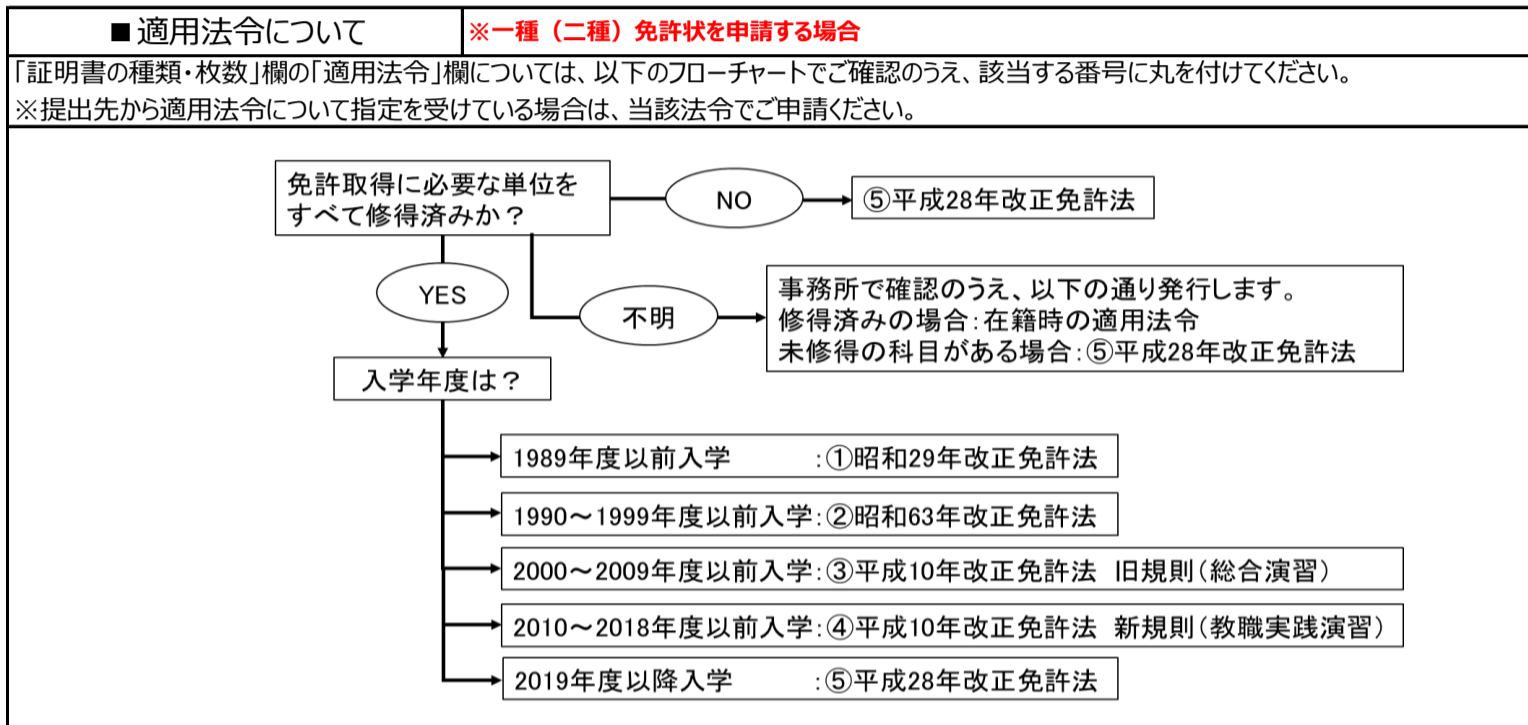 ■適用法令について
※一種（二種）免許状を申請する場合
「証明書の種類・枚数」欄の「適用法令」欄については、以下のフローチャートでご確認のうえ、該当する番号に丸を付けてください。
※提出先から適用法令について指定を受けている場合は、当該法令でご申請ください。
免許取得に必要な単位を
すべて修得済みか？
NO
⑤平成28年改正免許法
YES
不明
事務所で確認のうえ、以下の通り発行します。
修得済みの場合：在籍時の適用法令
未修得の科目がある場合：⑤平成28年改正免許法
入学年度は？
1989年度以前入学　　　：①昭和29年改正免許法
1990～1999年度以前入学：②昭和63年改正免許法
2000～2009年度以前入学：③平成10年改正免許法　旧規則（総合演習）
2010～2018年度以前入学：④平成10年改正免許法　新規則（教職実践演習）
2019年度以降入学　　　：⑤平成28年改正免許法